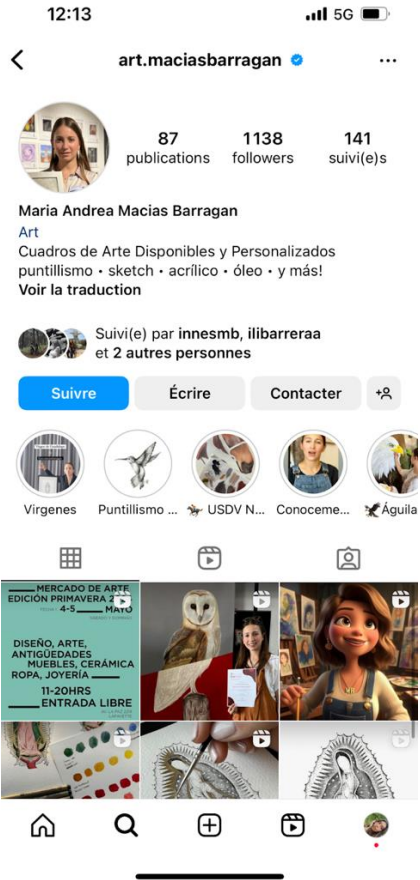 12:13
5G
art.maciasbarragan
87
publications
1138
followers
141
suivi(e)s
Maria Andrea Macias Barragan
Art
Cuadros de Arte Disponibles y Personalizados
puntillismo • sketch • acrílico • óleo • y más!
Voir la traduction
Suivi(e) par innesmb, ilibarreraa
et 2 autres personnes
Suivre
Écrire
Contacter
Virgenes
Puntillismo ...
🐎 USDV N...
Conoceme...
🦅Águila
MERCADO DE ARTE
EDICIÓN PRIMAVERA
4-5 MAYO
DISEÑO, ARTE,
ANTIGÜEDADES
MUEBLES, CERÁMICA
ROPA, JOYERÍA
11-20HRS
ENTRADA LIBRE